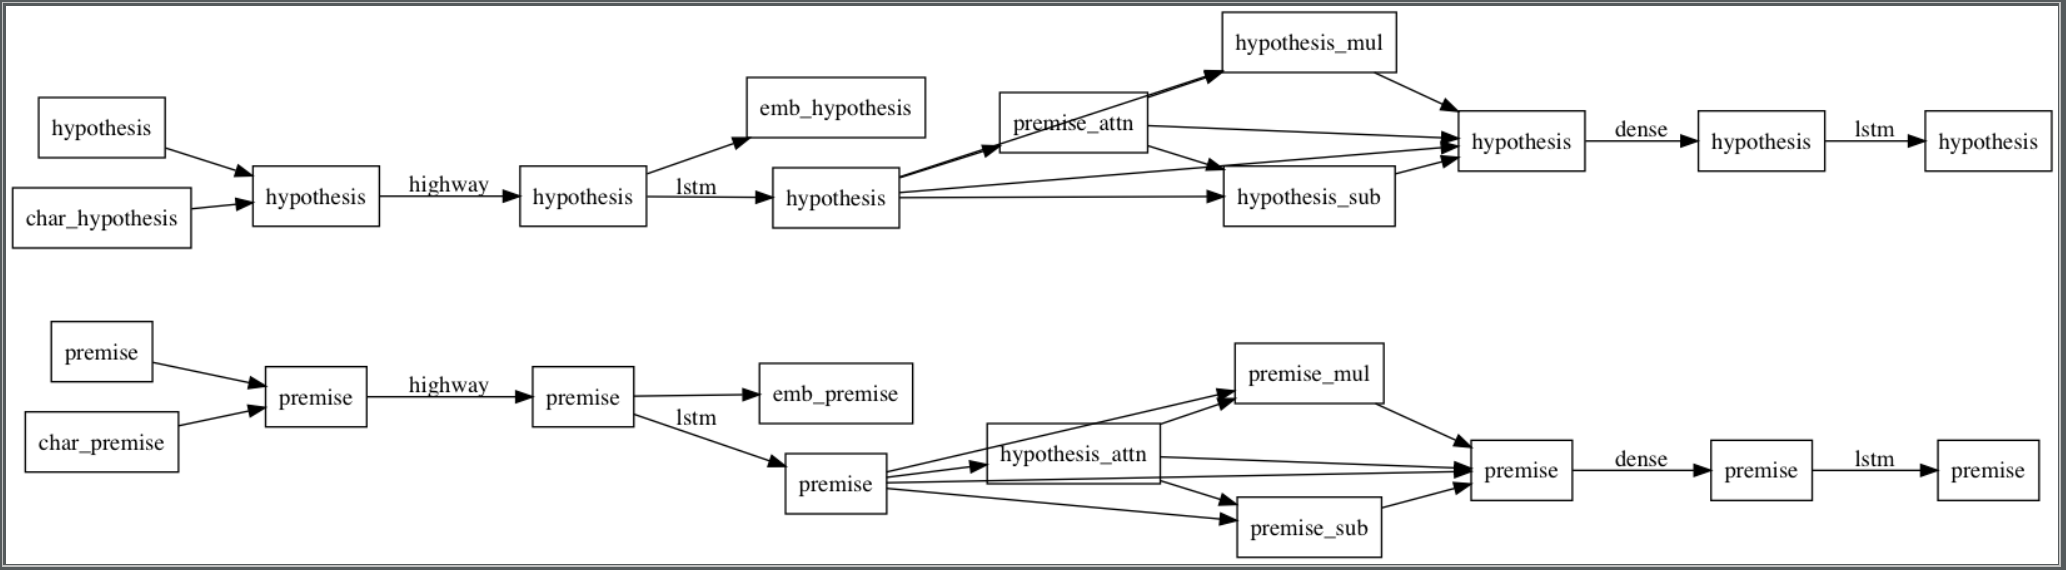 hypothesis
char_hypothesis
hypothesis
highway
hypothesis
emb_hypothesis
lstm
hypothesis
premise_attn
hypothesis_mul
hypothesis_sub
hypothesis
dense
hypothesis
lstm
hypothesis
premise
char_premise
premise
highway
premise
emb_premise
lstm
premise
hypothesis_attn
premise_mul
premise_sub
premise
dense
premise
lstm
premise